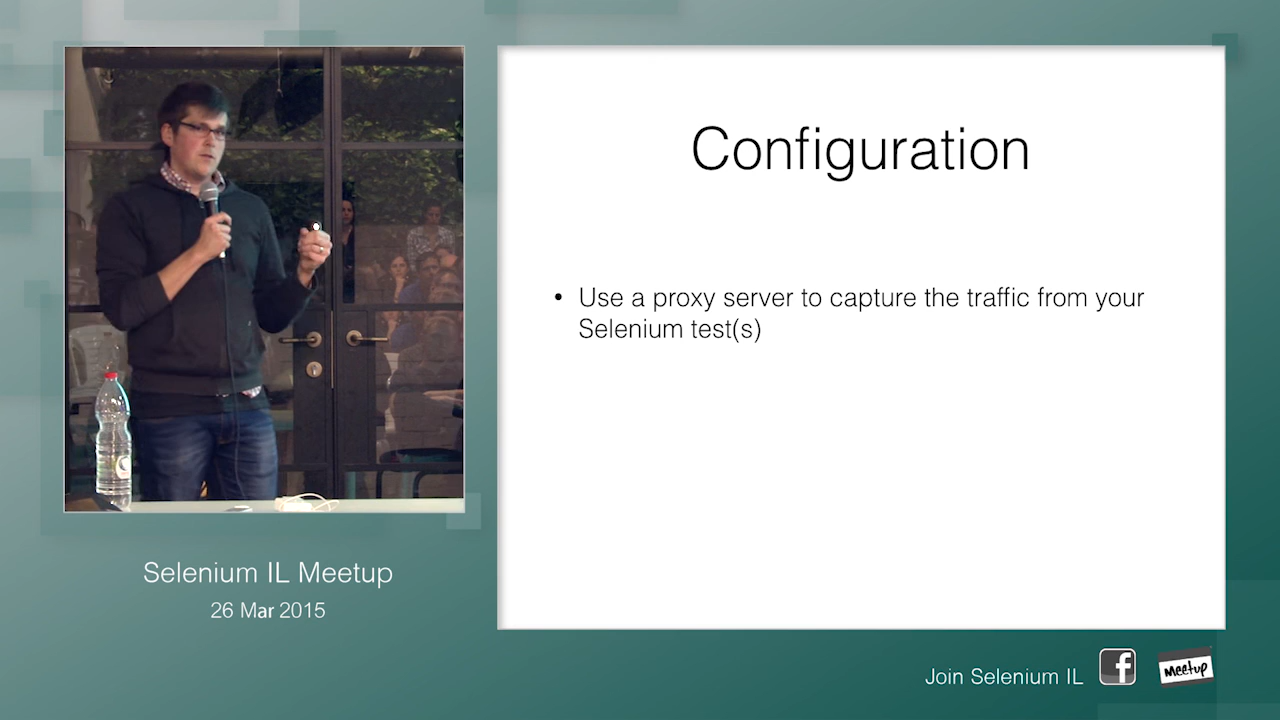 Configuration
• Use a proxy server to capture the traffic from your
Selenium test(s)
Selenium IL Meetup
26 Mar 2015
Join Selenium IL
f
Meetup